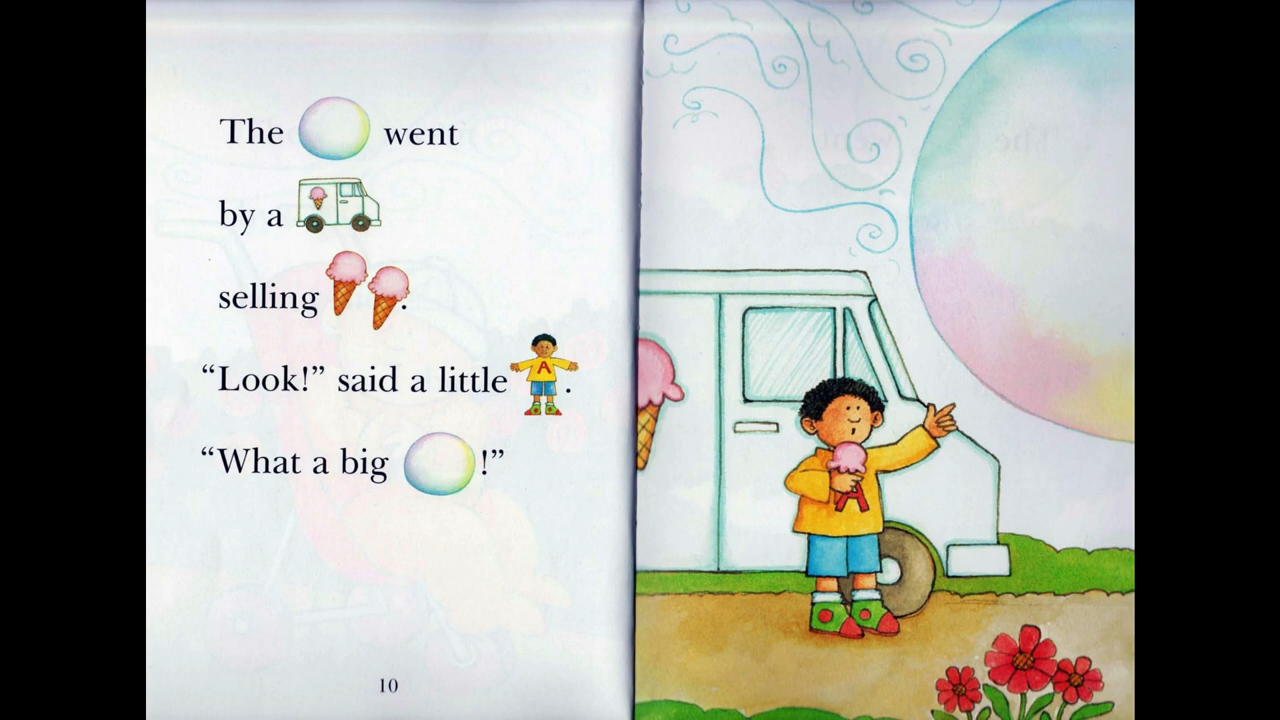 The went
by a
selling .
“Look!” said a little A .
“What a big !”
10
A